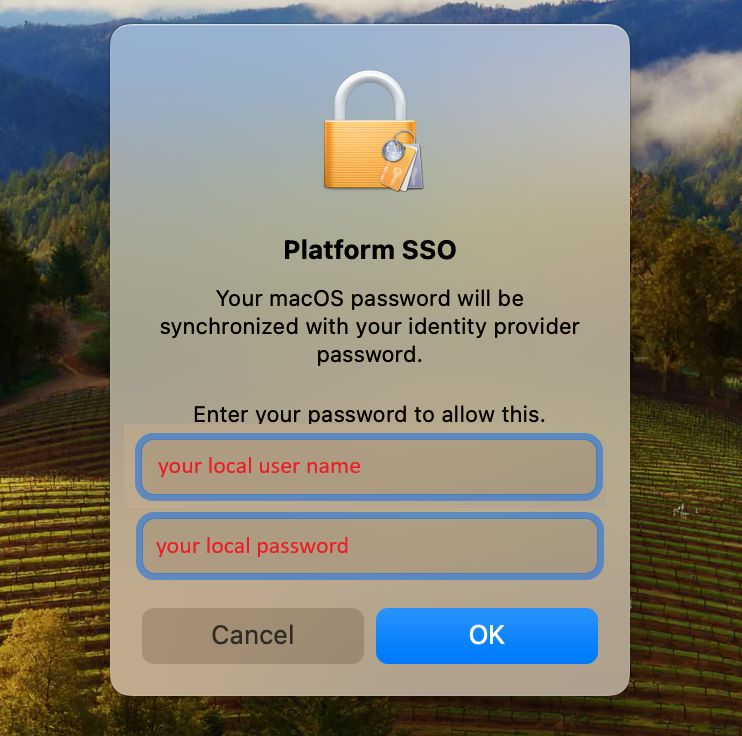 Platform SSO
Your macOS password will be
synchronized with your identity provider
password.
Enter your password to allow this.
your local user name
your local password
Cancel
OK